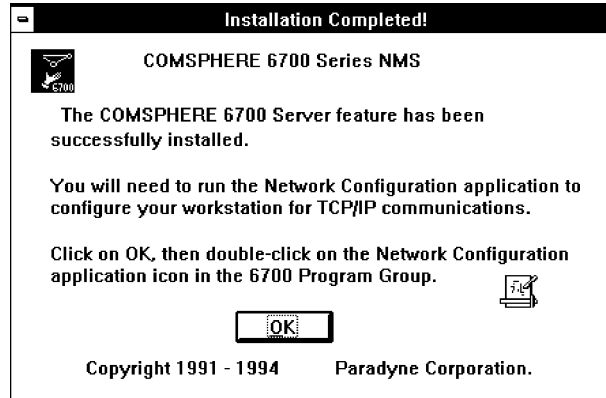 Installation Completed!
6700
COMSPHERE 6700 Series NMS
The COMSPHERE 6700 Server feature has been
successfully installed.
You will need to run the Network Configuration application to
configure your workstation for TCP/IP communications.
Click on OK, then double-click on the Network Configuration
application icon in the 6700 Program Group.
OK
Copyright 1991 - 1994 Paradyne Corporation.